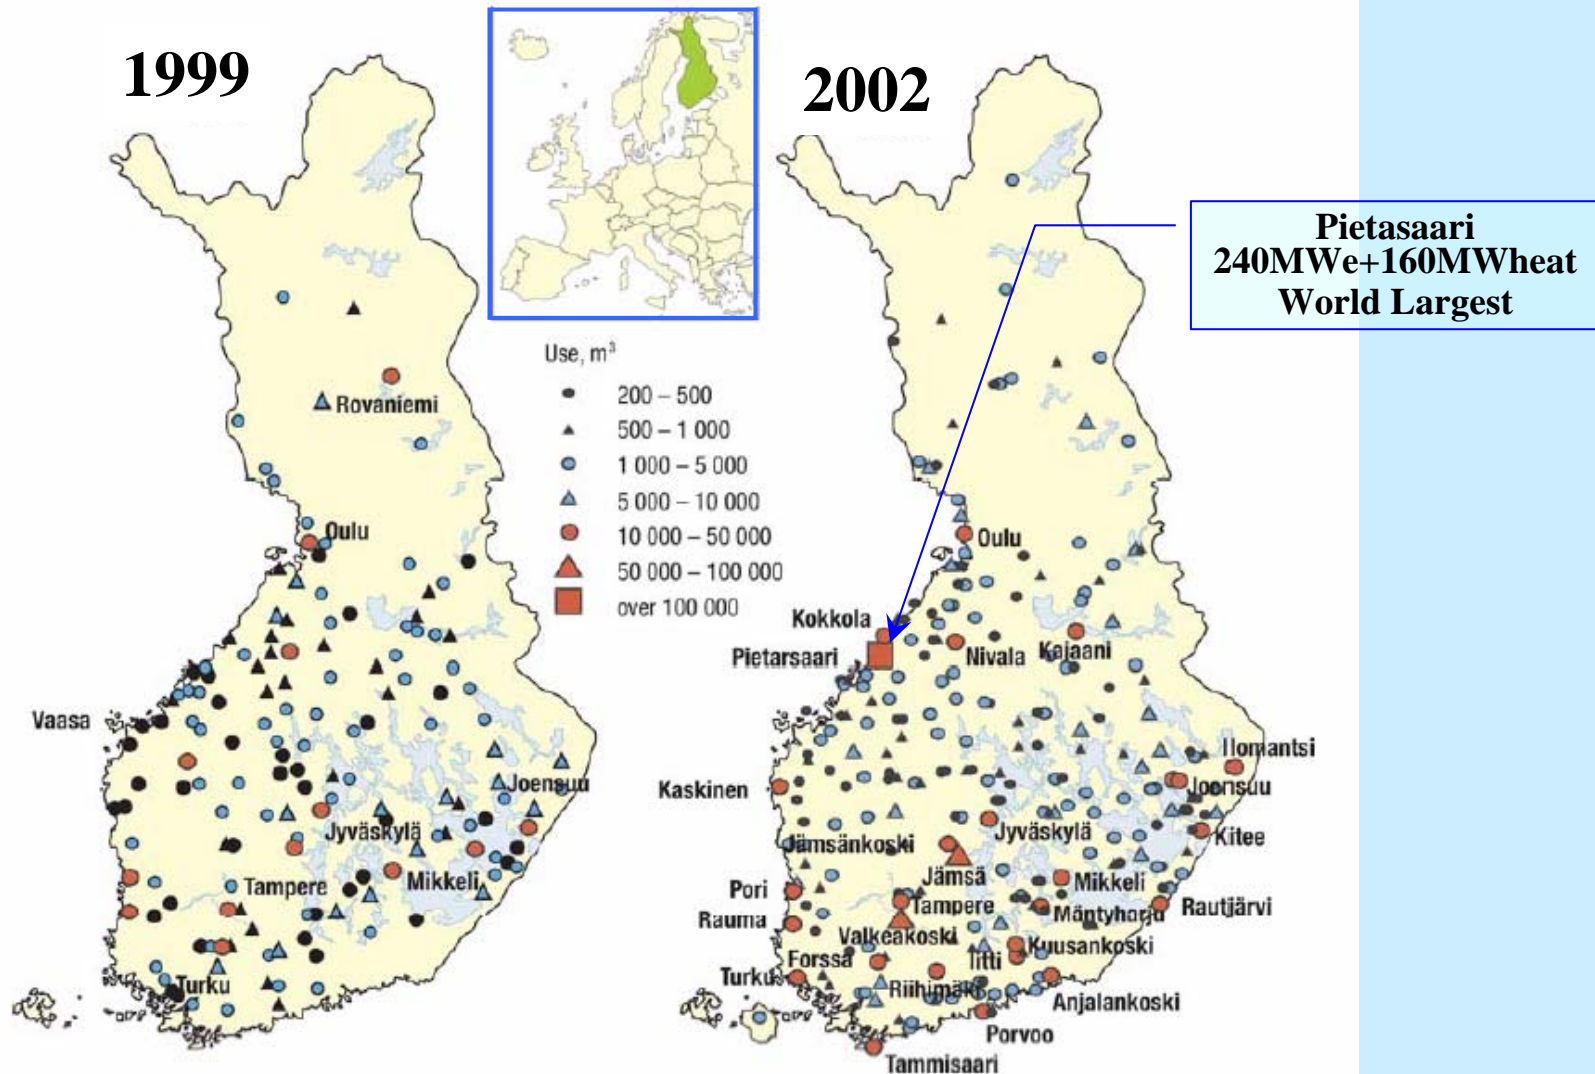 1999
2002
Pietasaari
240MWe+160MWheat
World Largest
Use, m³
200 – 500
500 – 1 000
1 000 – 5 000
5 000 – 10 000
10 000 – 50 000
50 000 – 100 000
over 100 000
Rovaniemi
Oulu
Vaasa
Joensuu
Jyväskylä
Tampere
Mikkeli
Turku
Oulu
Kokkola
Pietarsaari
Nivala
Kajaani
Ilomantsi
Kaskinen
Joensuu
Jyväskylä
Kitee
Jämsänkoski
Jämsä
Mikkeli
Pori
Tampere
Mäntyharju
Rautjärvi
Rauma
Valkeakoski
Kuusankoski
Forssa
Iitti
Turku
Riihimäki
Anjalankoski
Porvoo
Tammisaari